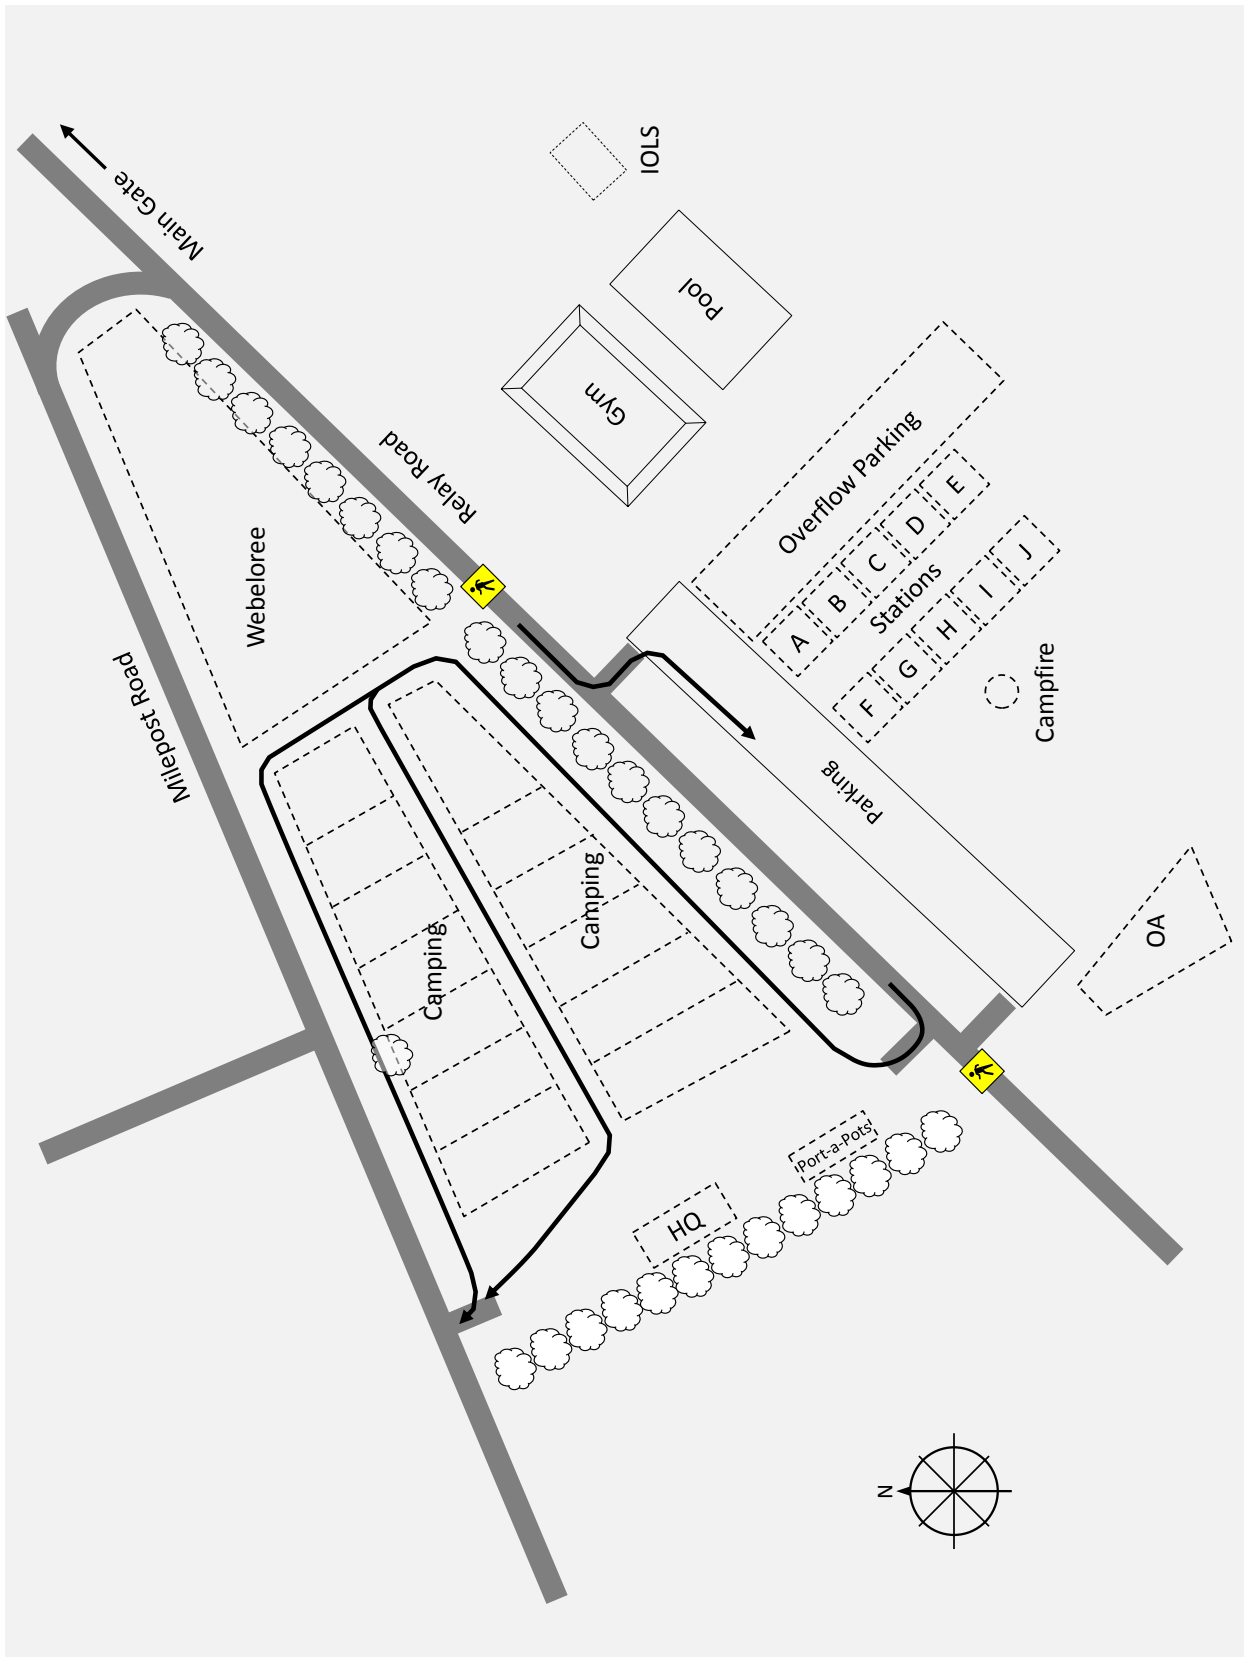 Main Gate
IOLS
Pool
Gym
Relay Road
Webeloree
Milepost Road
Overflow Parking
A
B
C
D
E
Stations
F
G
H
I
J
Campfire
Parking
Camping
Camping
OA
Port-a-Pots
HQ
N